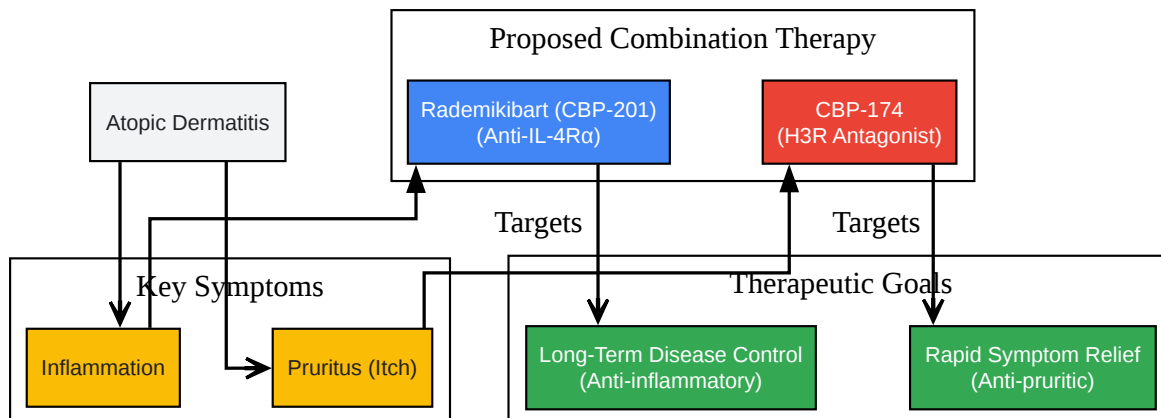 Proposed Combination Therapy
Atopic Dermatitis
Rademikibart (CBP-201)
(Anti-IL-4Rα)
CBP-174
(H3R Antagonist)
Targets
Targets
Key Symptoms
Therapeutic Goals
Inflammation
Pruritus (Itch)
Long-Term Disease Control
(Anti-inflammatory)
Rapid Symptom Relief
(Anti-pruritic)